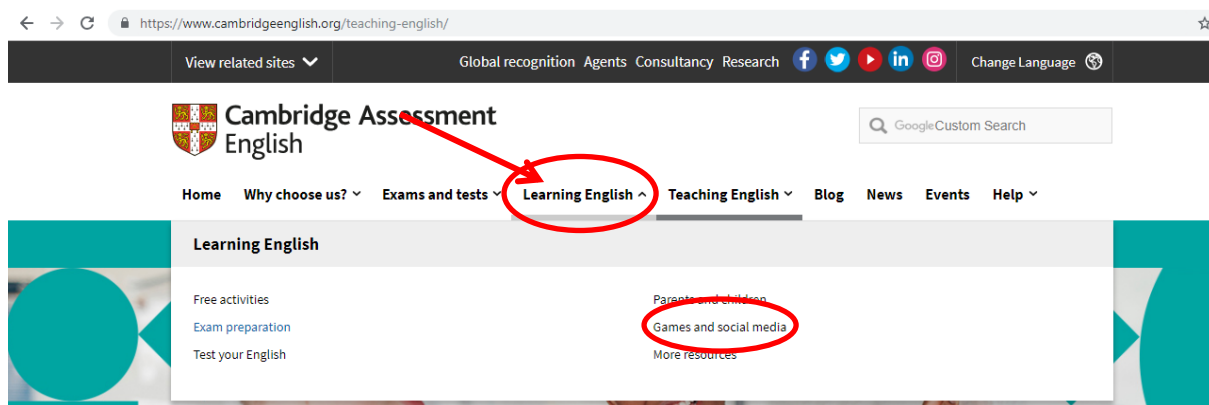 https://www.cambridgeenglish.org/teaching-english/
View related sites Global recognition Agents Consultancy Research Change Language
Cambridge Assessment
English
Google Custom Search
Home Why choose us? Exams and tests Learning English Teaching English Blog News Events Help
Learning English
Free activities Parents and children
Exam preparation Games and social media
Test your English More resources